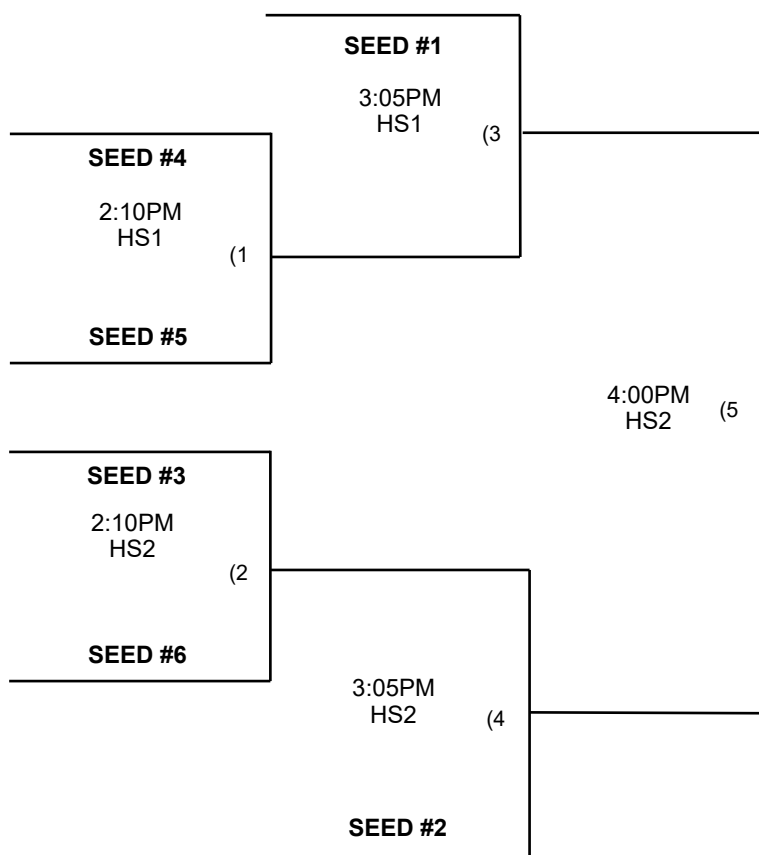 SEED #1
3:05PM
HS1
(3
SEED #4
2:10PM
HS1
(1
SEED #5
4:00PM
HS2
(5
SEED #3
2:10PM
HS2
(2
SEED #6
3:05PM
HS2
(4
SEED #2